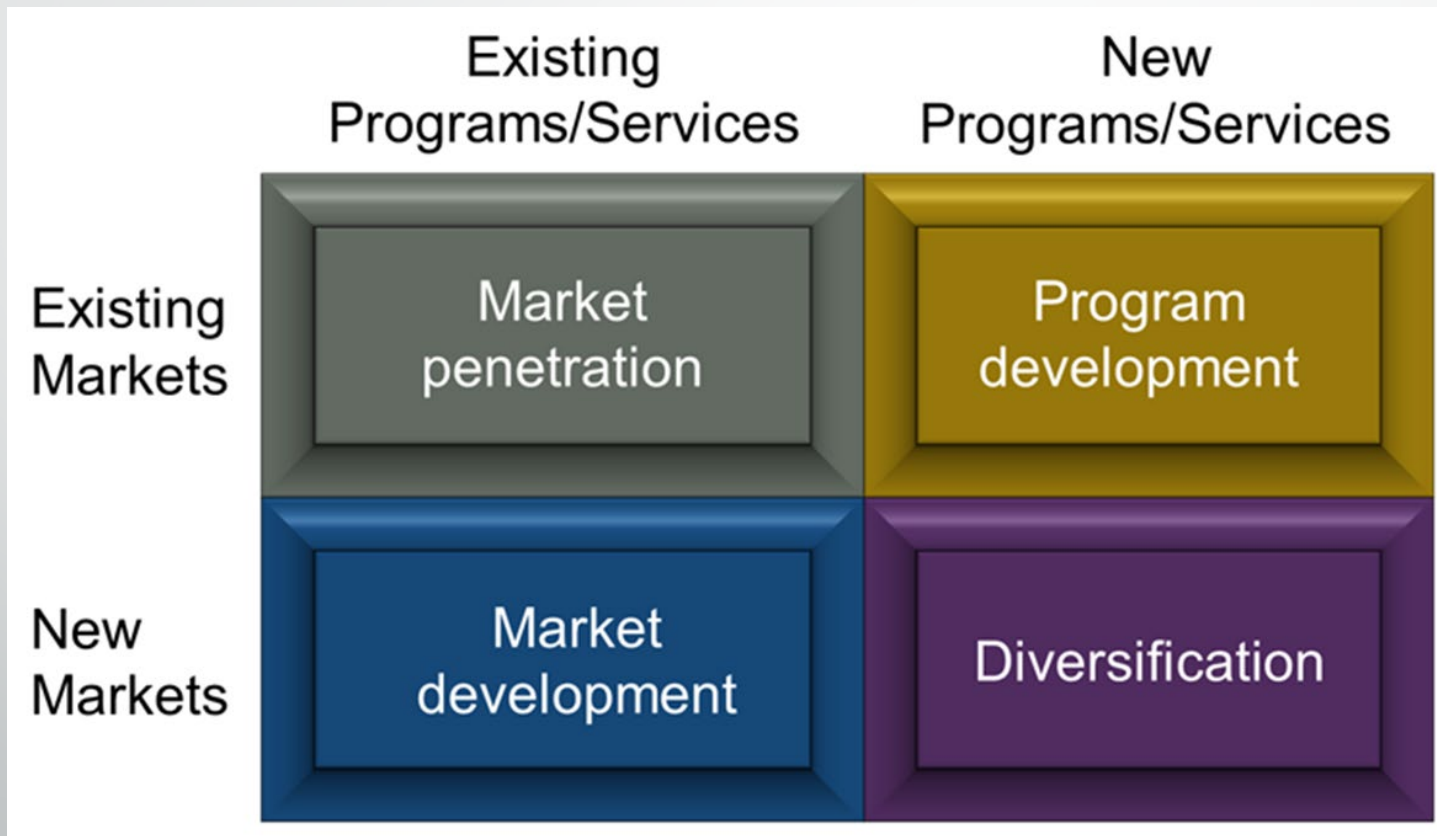 Existing
Programs/Services
New
Programs/Services
Existing
Markets
Market
penetration
Program
development
New
Markets
Market
development
Diversification